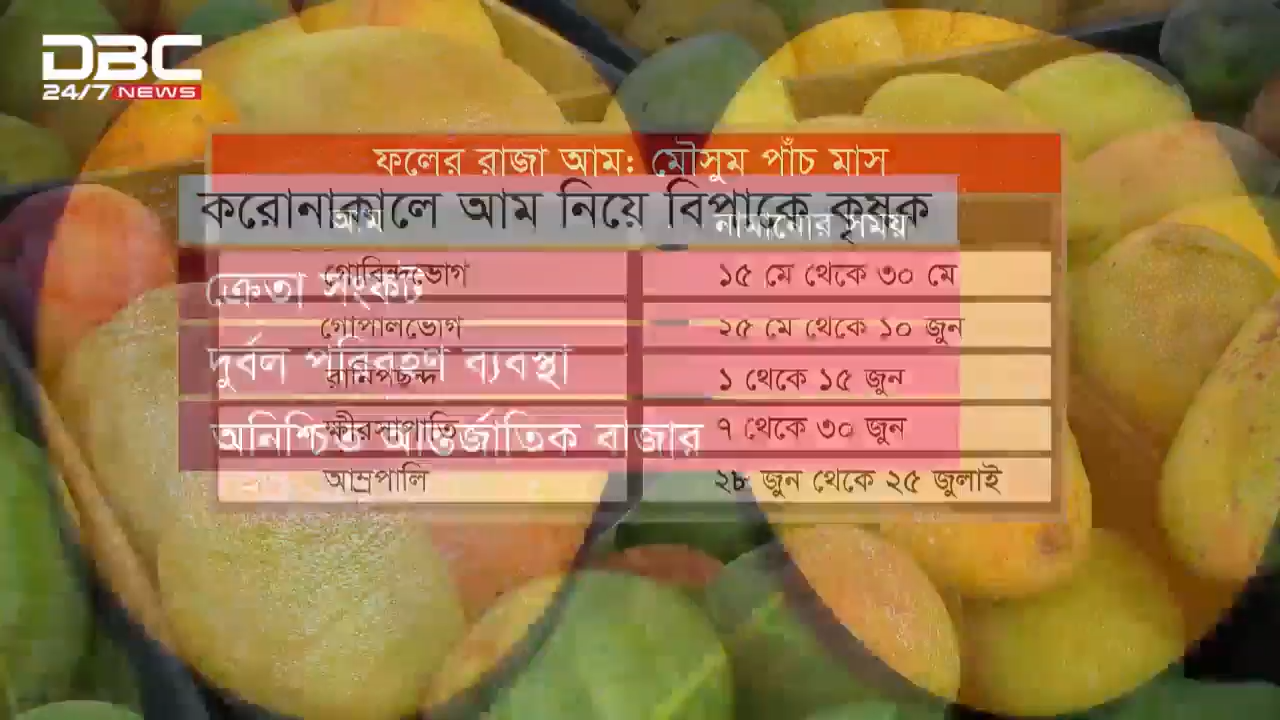 DBC
24/7 NEWS
ফলের রাজা আম: মৌসুম পাঁচ মাস
করোনাকালে আম নিয়ে বিপাকে কৃষক
আম নামানোর সময়
গোবিন্দভোগ ১৫ মে থেকে ৩০ মে
ক্রেতা সংকট
গোপালভোগ ২৫ মে থেকে ১০ জুন
দুর্বল পরিবহণ ব্যবস্থা
রানিপছন্দ ১ থেকে ১৫ জুন
ক্ষীরসাপাতি ৭ থেকে ৩০ জুন
অনিশ্চিত আন্তর্জাতিক বাজার
আম্রপালি ২৮ জুন থেকে ২৫ জুলাই